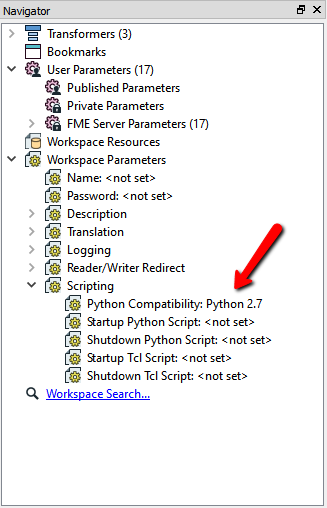 Navigator
Transformers (3)
Bookmarks
User Parameters (17)
Published Parameters
Private Parameters
FME Server Parameters (17)
Workspace Resources
Workspace Parameters
Name: <not set>
Password: <not set>
Description
Translation
Logging
Reader/Writer Redirect
Scripting
Python Compatibility: Python 2.7
Startup Python Script: <not set>
Shutdown Python Script: <not set>
Startup Tcl Script: <not set>
Shutdown Tcl Script: <not set>
Workspace Search...